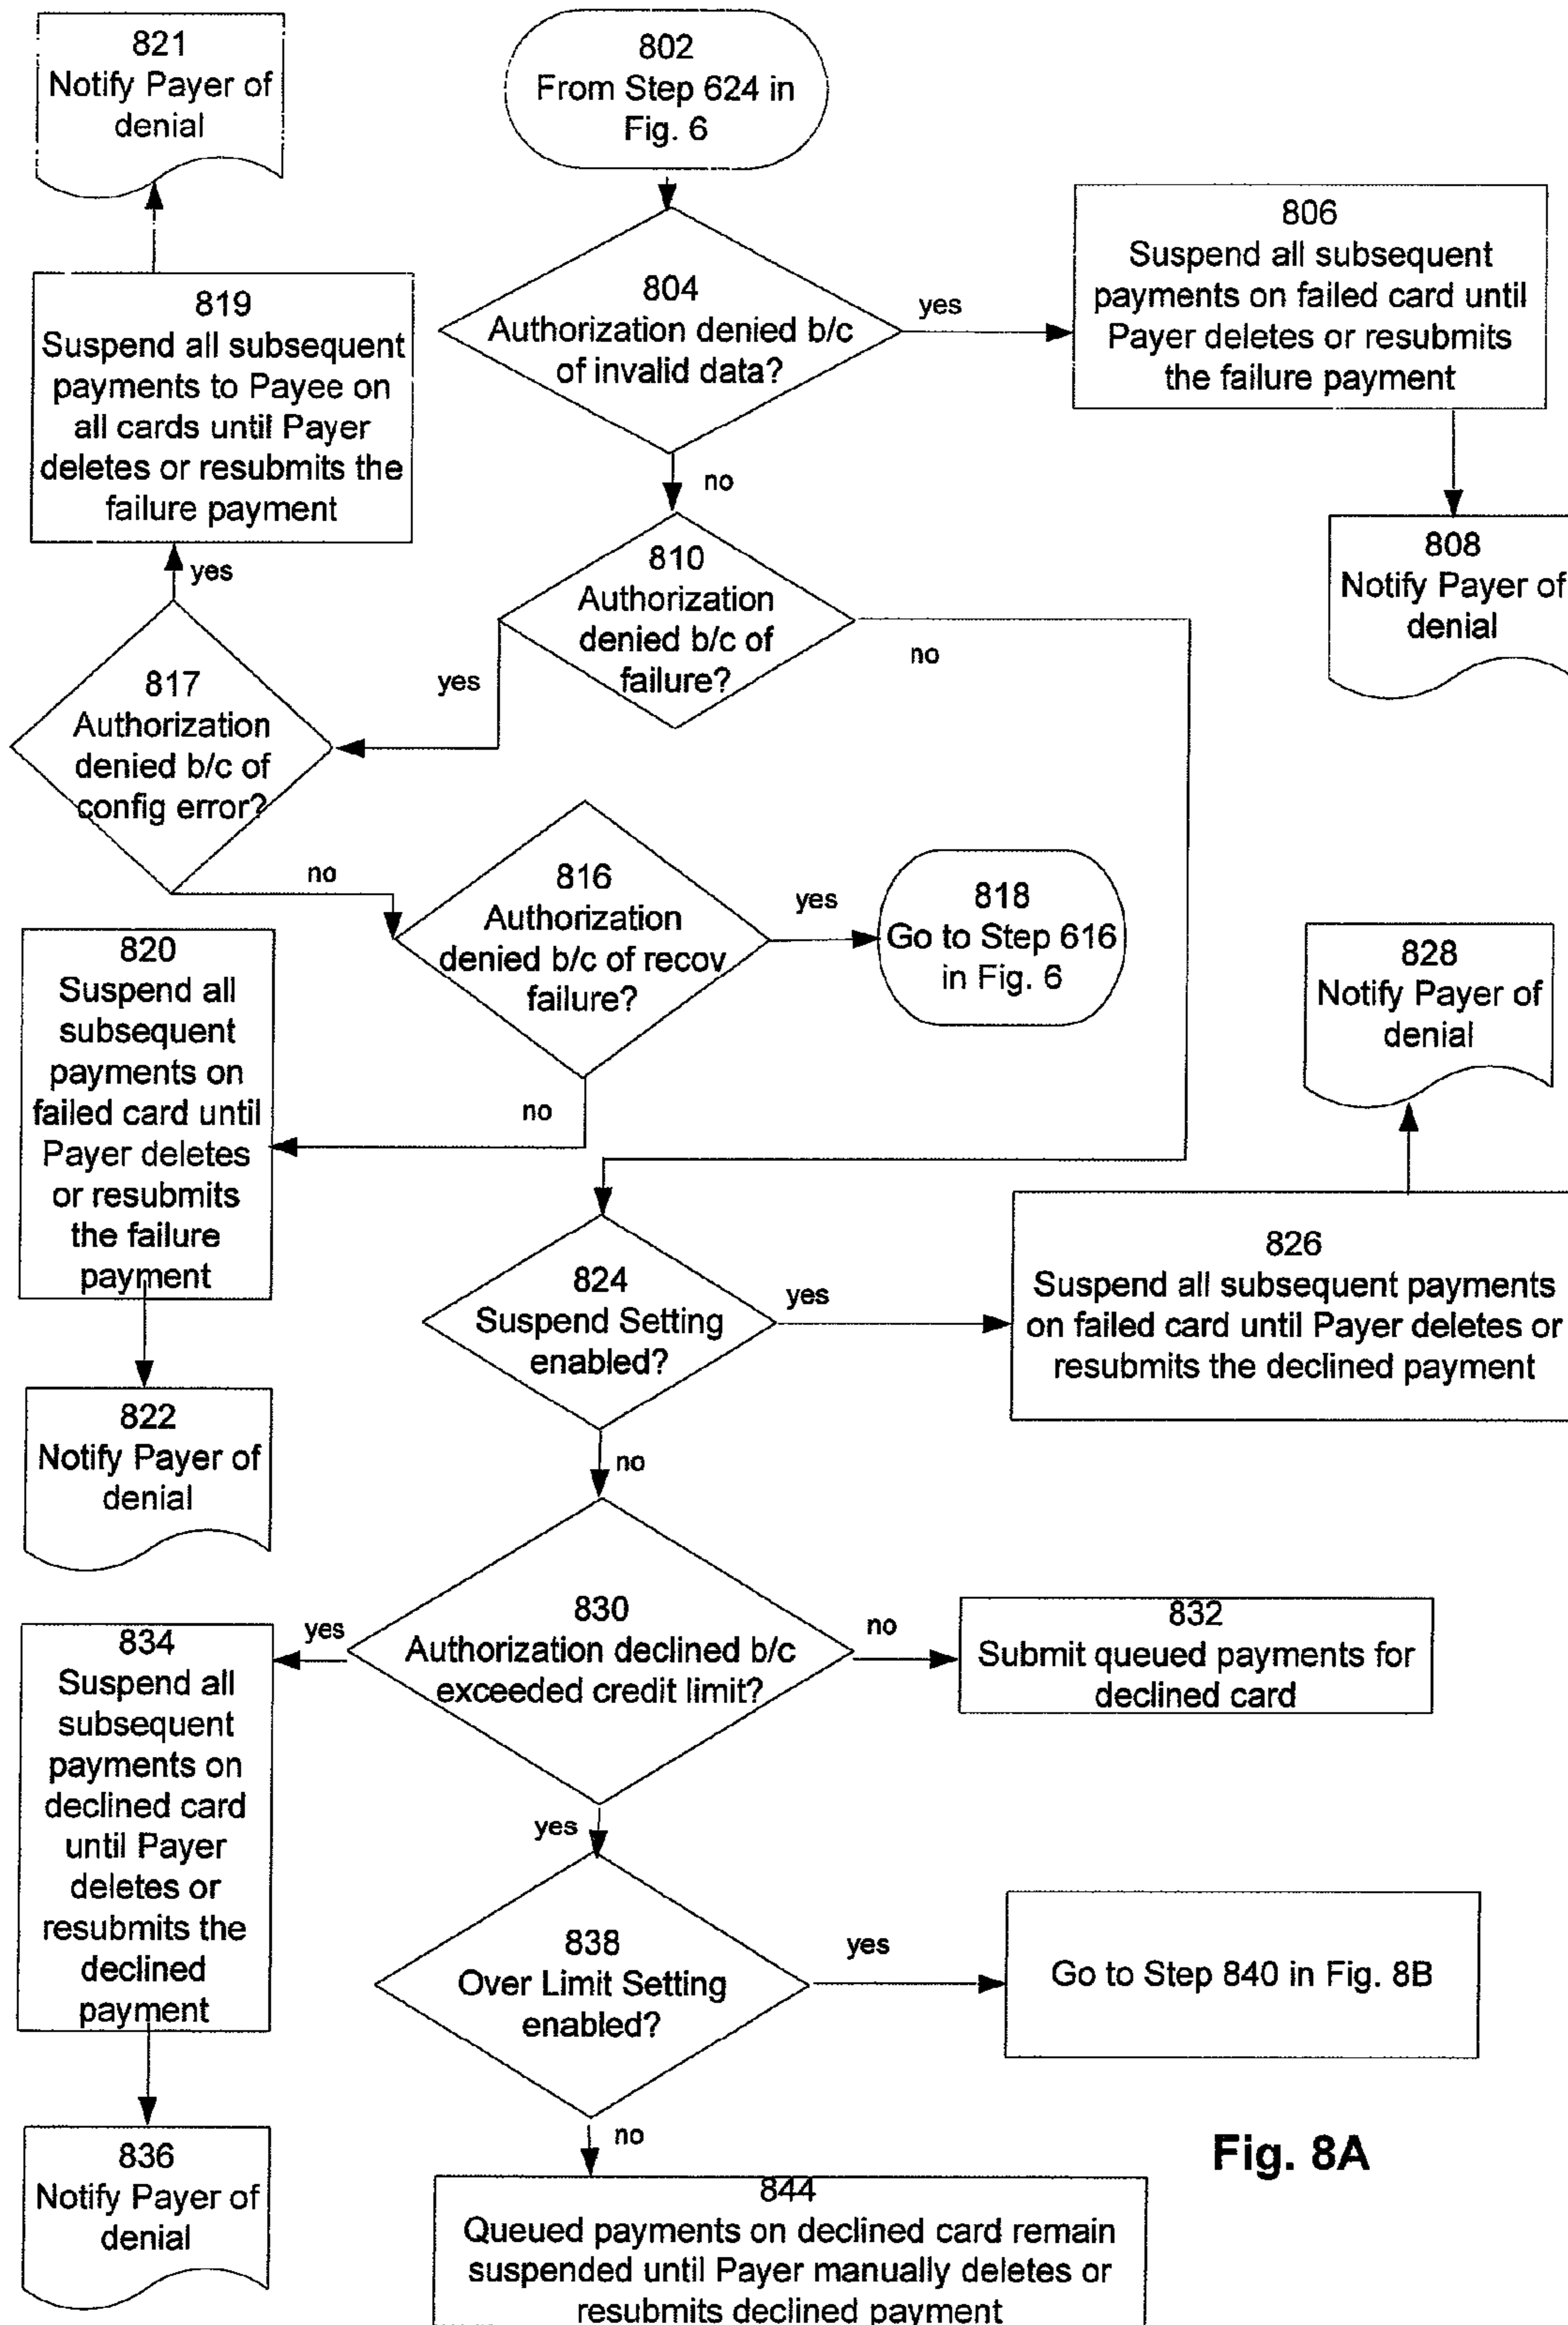 821
Notify Payer of
denial
802
From Step 624 in
Fig. 6
806
Suspend all subsequent
payments on failed card until
Payer deletes or resubmits
the failure payment
804
Authorization denied b/c
of invalid data?
yes
no
819
Suspend all subsequent
payments to Payee on
all cards until Payer
deletes or resubmits the
failure payment
808
Notify Payer of
denial
810
Authorization
denied b/c of
failure?
yes
no
yes
817
Authorization
denied b/c of
config error?
no
816
Authorization
denied b/c of recov
failure?
yes
818
Go to Step 616
in Fig. 6
no
820
Suspend all
subsequent
payments on
failed card until
Payer deletes
or resubmits
the failure
payment
828
Notify Payer of
denial
824
Suspend Setting
enabled?
yes
826
Suspend all subsequent payments
on failed card until Payer deletes or
resubmits the declined payment
no
822
Notify Payer of
denial
830
Authorization declined b/c
exceeded credit limit?
no
832
Submit queued payments for
declined card
yes
834
Suspend all
subsequent
payments on
declined card
until Payer
deletes or
resubmits the
declined
payment
yes
838
Over Limit Setting
enabled?
yes
Go to Step 840 in Fig. 8B
no
836
Notify Payer of
denial
844
Queued payments on declined card remain
suspended until Payer manually deletes or
resubmits declined payment
Fig. 8A